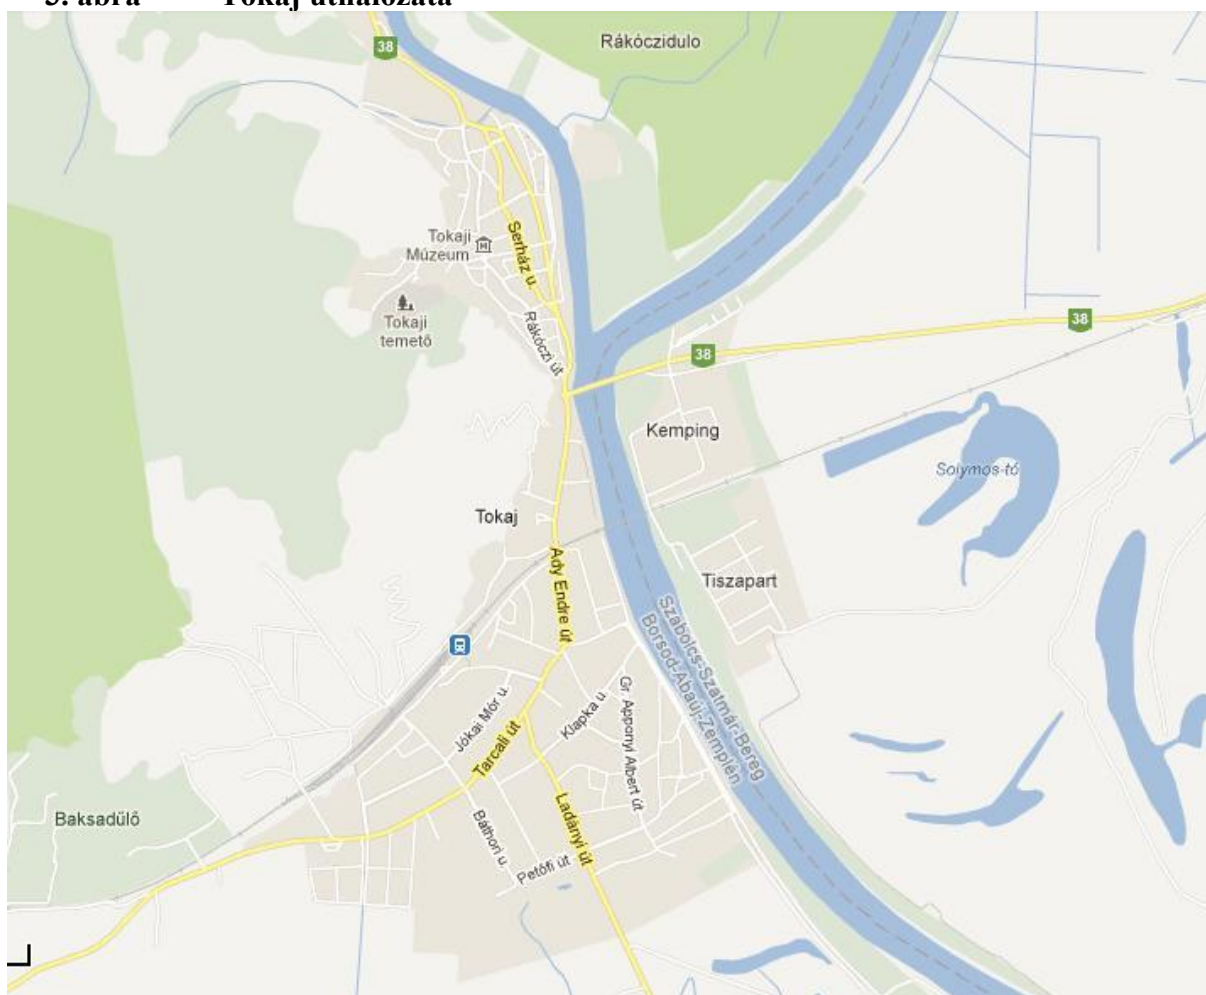 Tokaj úthálózata
38
Rákóczidulo
Serház u.
Tokaji
Múzeum
Tokaji
temető
Rákóczi út
38
38
Kemping
Solymos-tó
Tokaj
Ady Endre út
Tiszapart
Szabolcs-Szatmár-Bereg
Borsod-Abaúj-Zemplén
Jókai Mór u.
Klapka u.
Gr. Apponyi Albert út
Tarcali út
Baksadűlő
Báthori u.
Ladányi út
Petőfi út